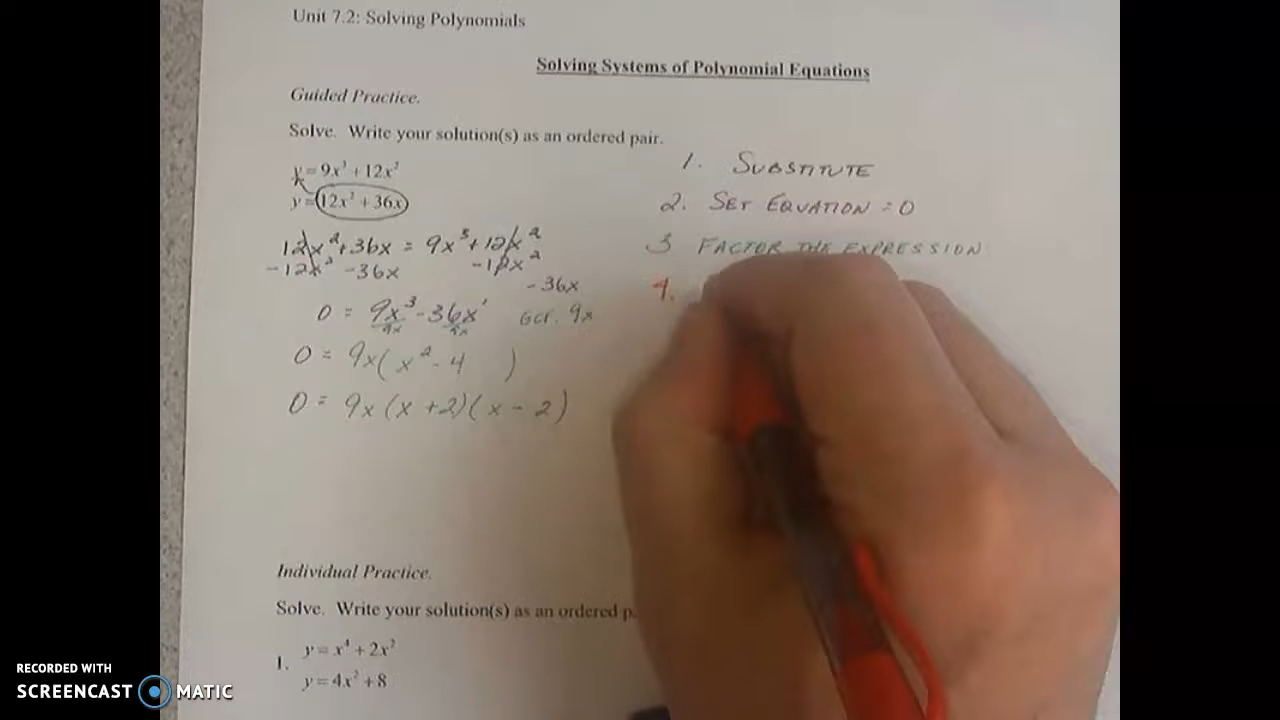 Unit 7.2: Solving Polynomials
Solving Systems of Polynomial Equations
Guided Practice.
Solve. Write your solution(s) as an ordered pair.
y = 9x³ + 12x²
y = 12x² + 36x
12x² + 36x = 9x³ + 12x²
-12x² - 36x -12x²
- 36x
0 = 9x³ - 36x¹ GCF. 9x
9x 9x
0 = 9x( x² - 4 )
0 = 9x (x + 2)( x - 2)
1. SUBSTITUTE
2. SET EQUATION = 0
3 FACTOR THE EXPRESSION
4.
Individual Practice.
Solve. Write your solution(s) as an ordered
1. y = x⁴ + 2x²
y = 4x² + 8
RECORDED WITH
SCREENCAST MATIC